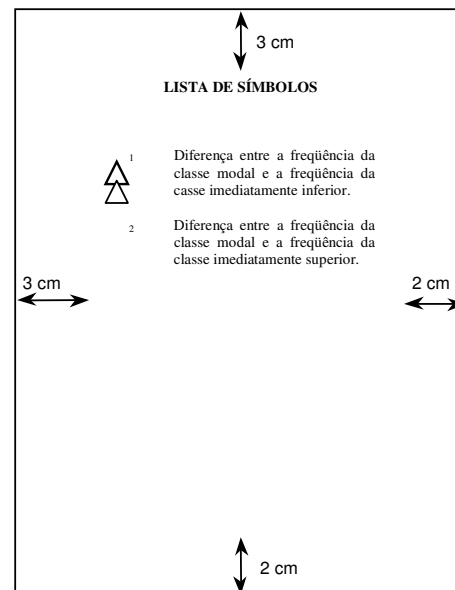 3 cm
LISTA DE SÍMBOLOS
1 Diferença entre a freqüência da
classe modal e a freqüência da
casse imediatamente inferior.
2 Diferença entre a freqüência da
classe modal e a freqüência da
classe imediatamente superior.
3 cm
2 cm
2 cm